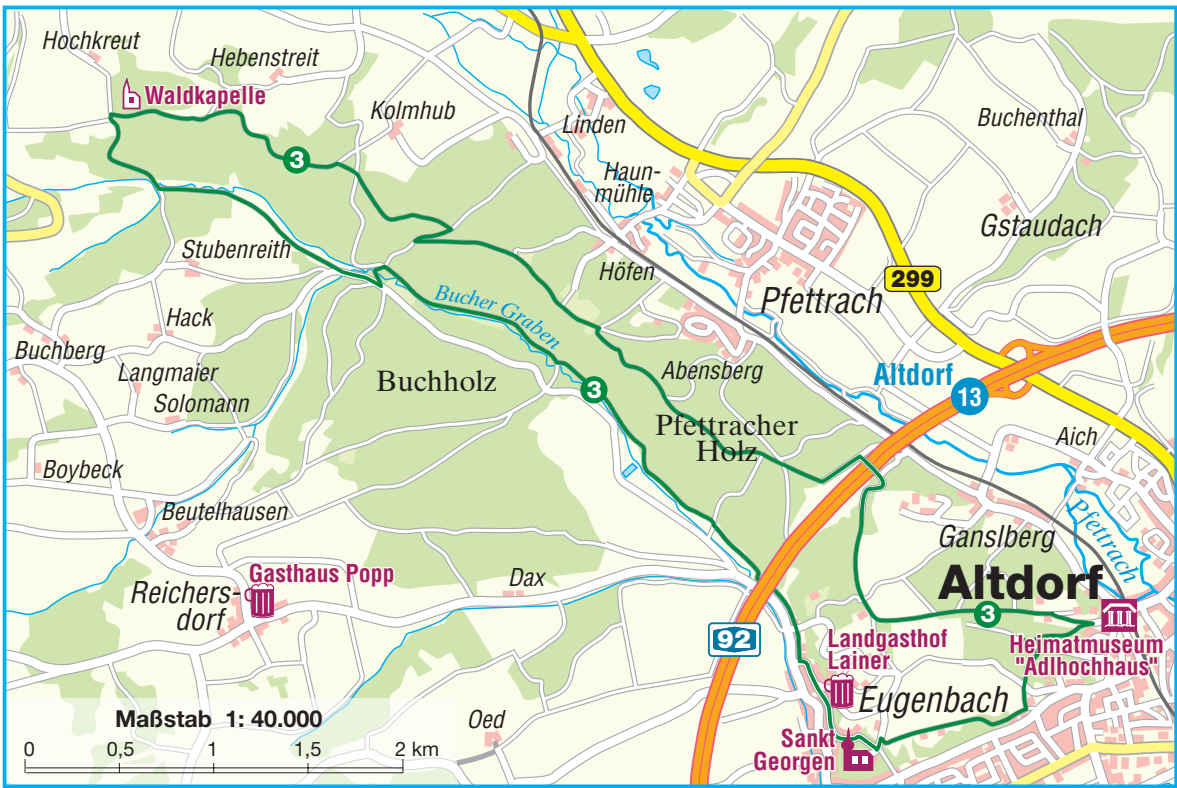 Hochkreut
Hebenstreit
Waldkapelle
Kolmhub
Linden
Buchenthal
3
Haun-
mühle
Gstaudach
Stubenreith
Höfen
299
Pfettrach
Bucher Graben
Hack
Buchberg
Langmaier
Solomann
Buchholz
3
Abensberg
Altdorf
13
Pfettracher
Holz
Aich
Boybeck
Beutelhausen
Pfettrach
Ganslberg
Altdorf
Gasthaus Popp
Dax
Reichers-
dorf
3
92
Landgasthof
Lainer
Heimatmuseum
"Adlhochhaus"
Eugenbach
Maßstab 1: 40.000
Oed
Sankt
Georgen
0 0,5 1 1,5 2 km